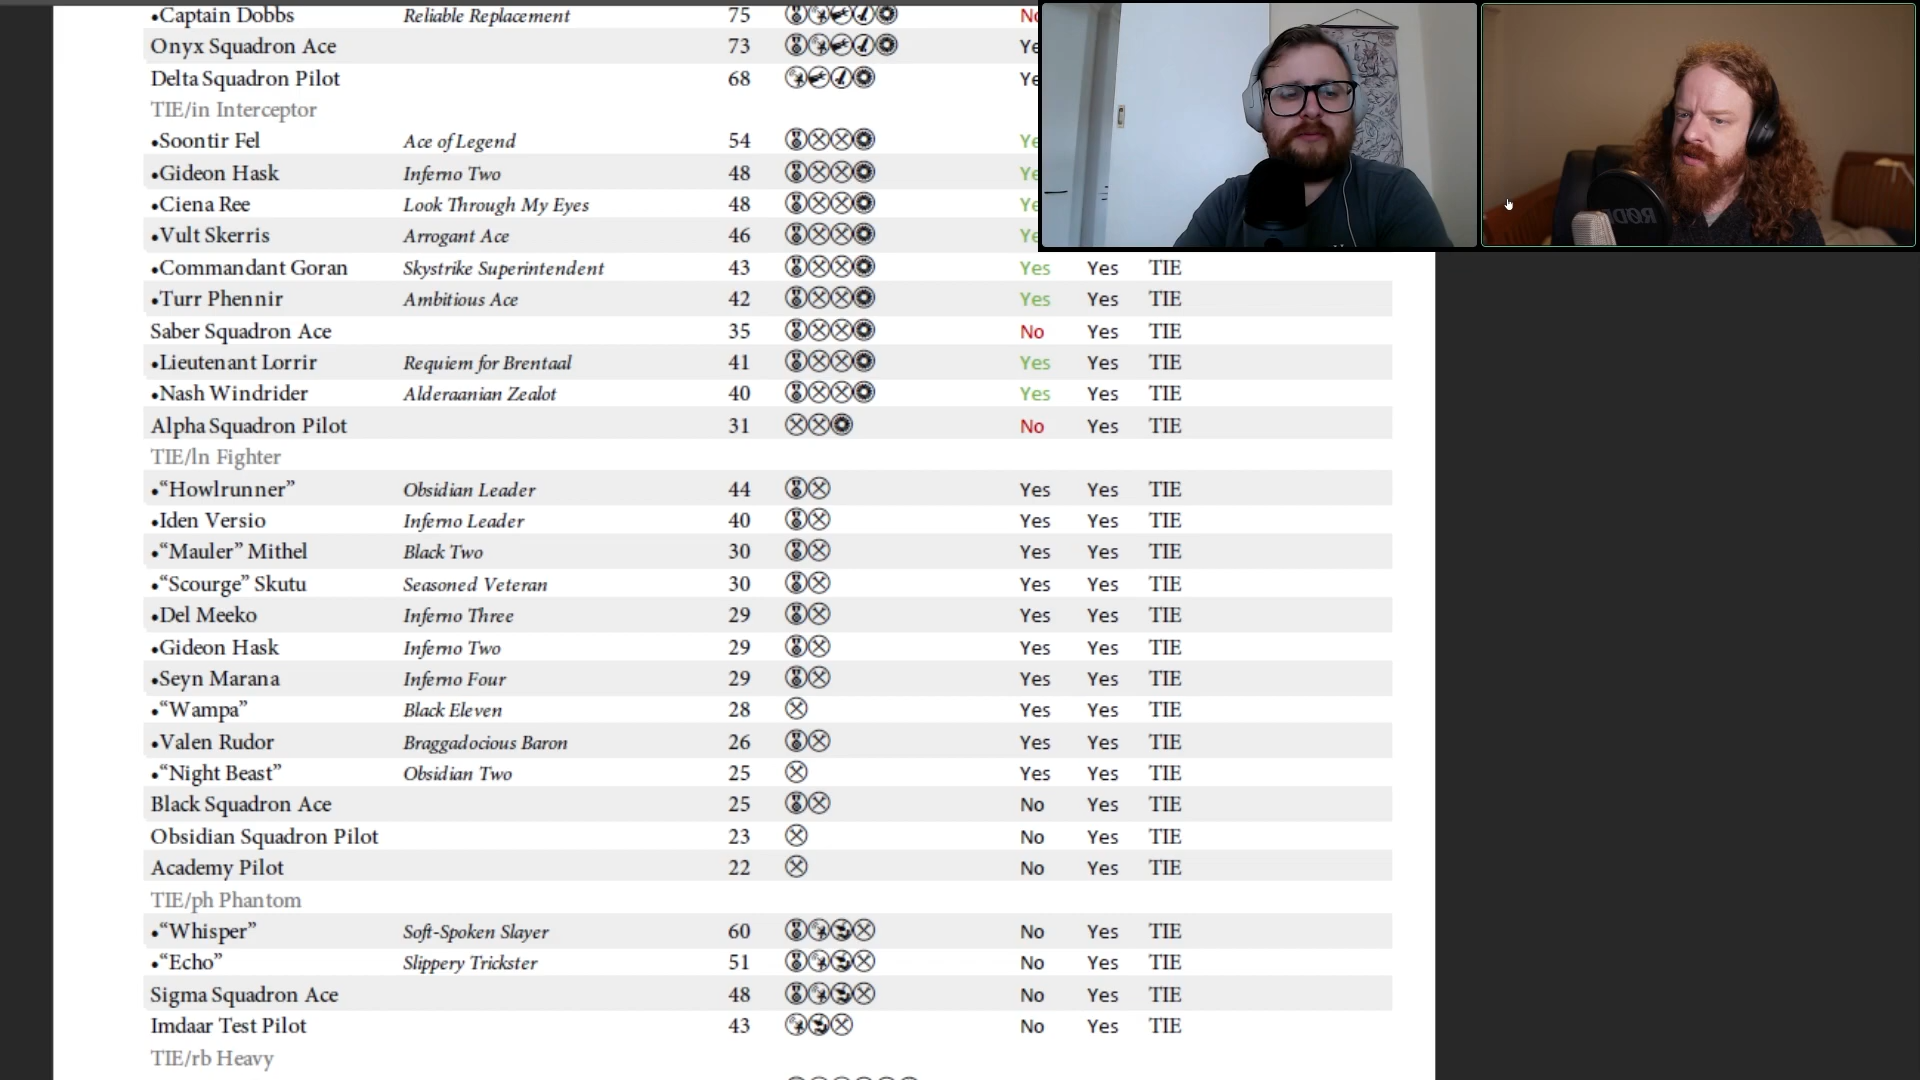 •Captain Dobbs Reliable Replacement 75
Onyx Squadron Ace 73
Delta Squadron Pilot 68
TIE/in Interceptor
•Soontir Fel Ace of Legend 54
•Gideon Hask Inferno Two 48
•Ciena Ree Look Through My Eyes 48
•Vult Skerris Arrogant Ace 46
•Commandant Goran Skystrike Superintendent 43 Yes Yes TIE
•Turr Phennir Ambitious Ace 42 Yes Yes TIE
Saber Squadron Ace 35 No Yes TIE
•Lieutenant Lorrir Requiem for Brentaal 41 Yes Yes TIE
•Nash Windrider Alderaanian Zealot 40 Yes Yes TIE
Alpha Squadron Pilot 31 No Yes TIE
TIE/ln Fighter
•“Howlrunner” Obsidian Leader 44 Yes Yes TIE
•Iden Versio Inferno Leader 40 Yes Yes TIE
•“Mauler” Mithel Black Two 30 Yes Yes TIE
•“Scourge” Skutu Seasoned Veteran 30 Yes Yes TIE
•Del Meeko Inferno Three 29 Yes Yes TIE
•Gideon Hask Inferno Two 29 Yes Yes TIE
•Seyn Marana Inferno Four 29 Yes Yes TIE
•“Wampa” Black Eleven 28 Yes Yes TIE
•Valen Rudor Braggadocious Baron 26 Yes Yes TIE
•“Night Beast” Obsidian Two 25 Yes Yes TIE
Black Squadron Ace 25 No Yes TIE
Obsidian Squadron Pilot 23 No Yes TIE
Academy Pilot 22 No Yes TIE
TIE/ph Phantom
•“Whisper” Soft-Spoken Slayer 60 No Yes TIE
•“Echo” Slippery Trickster 51 No Yes TIE
Sigma Squadron Ace 48 No Yes TIE
Imdaar Test Pilot 43 No Yes TIE
TIE/rb Heavy
RØDE